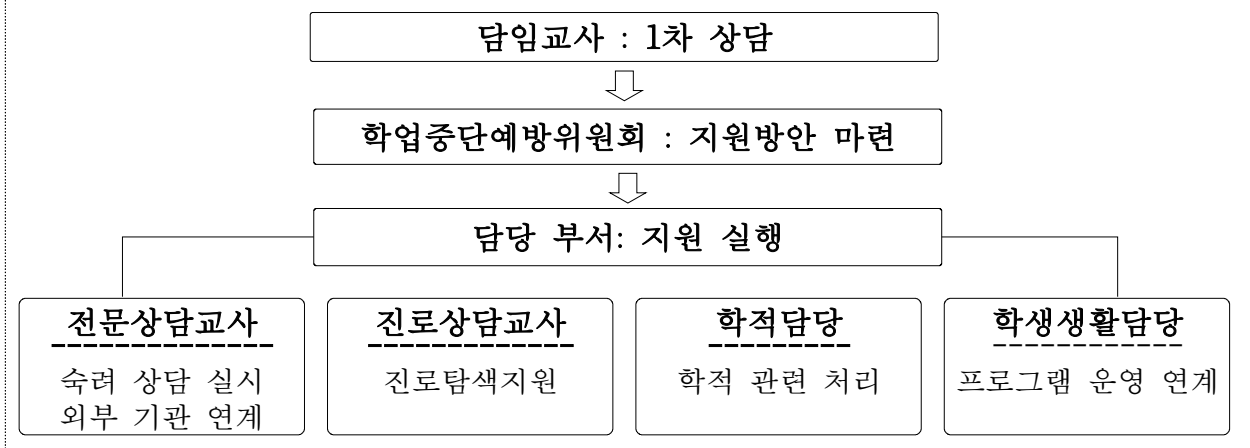 담임교사 : 1차 상담
학업중단예방위원회 : 지원방안 마련
담당 부서: 지원 실행
전문상담교사
숙려 상담 실시
외부 기관 연계
진로상담교사
진로탐색지원
학적담당
학적 관련 처리
학생생활담당
프로그램 운영 연계